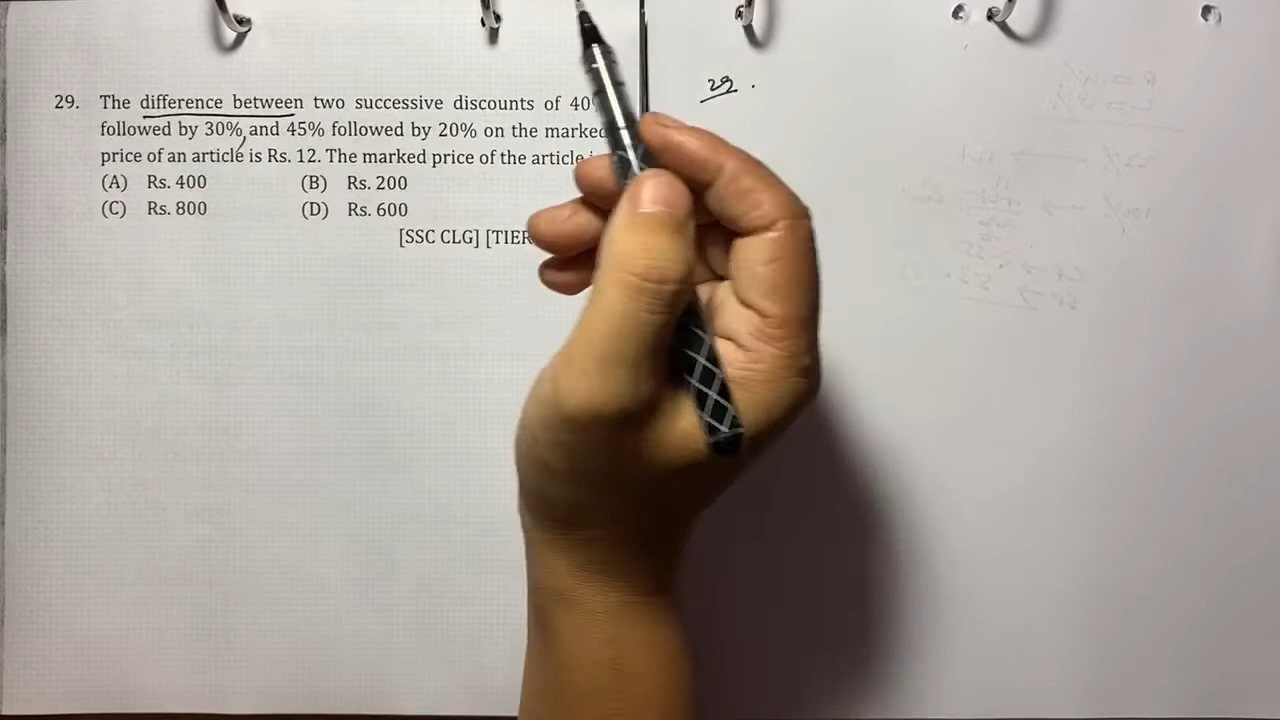 29. The difference between two successive discounts of 40
followed by 30%, and 45% followed by 20% on the marked
price of an article is Rs. 12. The marked price of the article
(A) Rs. 400 (B) Rs. 200
(C) Rs. 800 (D) Rs. 600
[SSC CLG] [TIER
29.